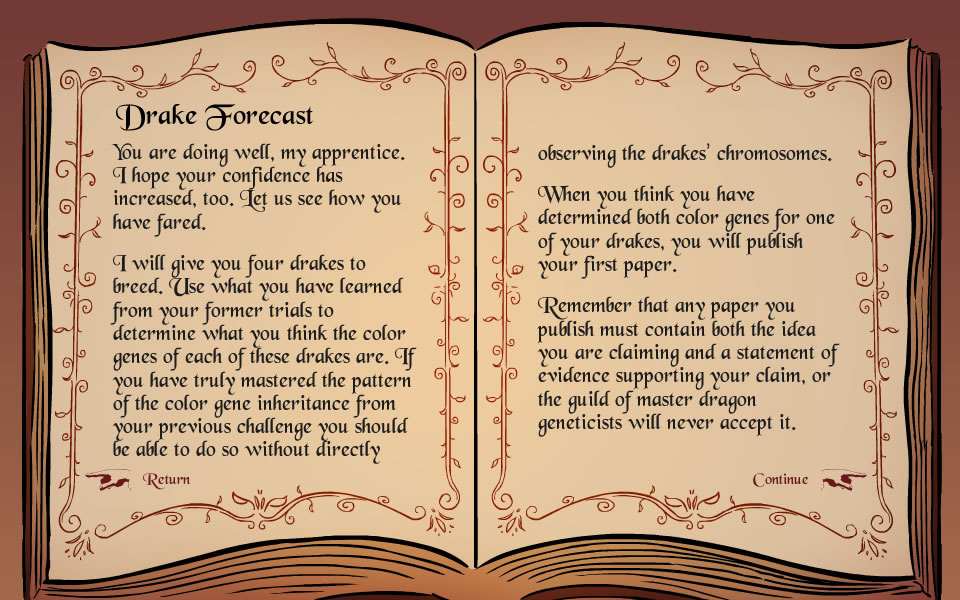 Drake Forecast
You are doing well, my apprentice.
I hope your confidence has
increased, too. Let us see how you
have fared.
I will give you four drakes to
breed. Use what you have learned
from your former trials to
determine what you think the color
genes of each of these drakes are. If
you have truly mastered the pattern
of the color gene inheritance from
your previous challenge you should
be able to do so without directly
Return
observing the drakes' chromosomes.
When you think you have
determined both color genes for one
of your drakes, you will publish
your first paper.
Remember that any paper you
publish must contain both the idea
you are claiming and a statement of
evidence supporting your claim, or
the guild of master dragon
geneticists will never accept it.
Continue